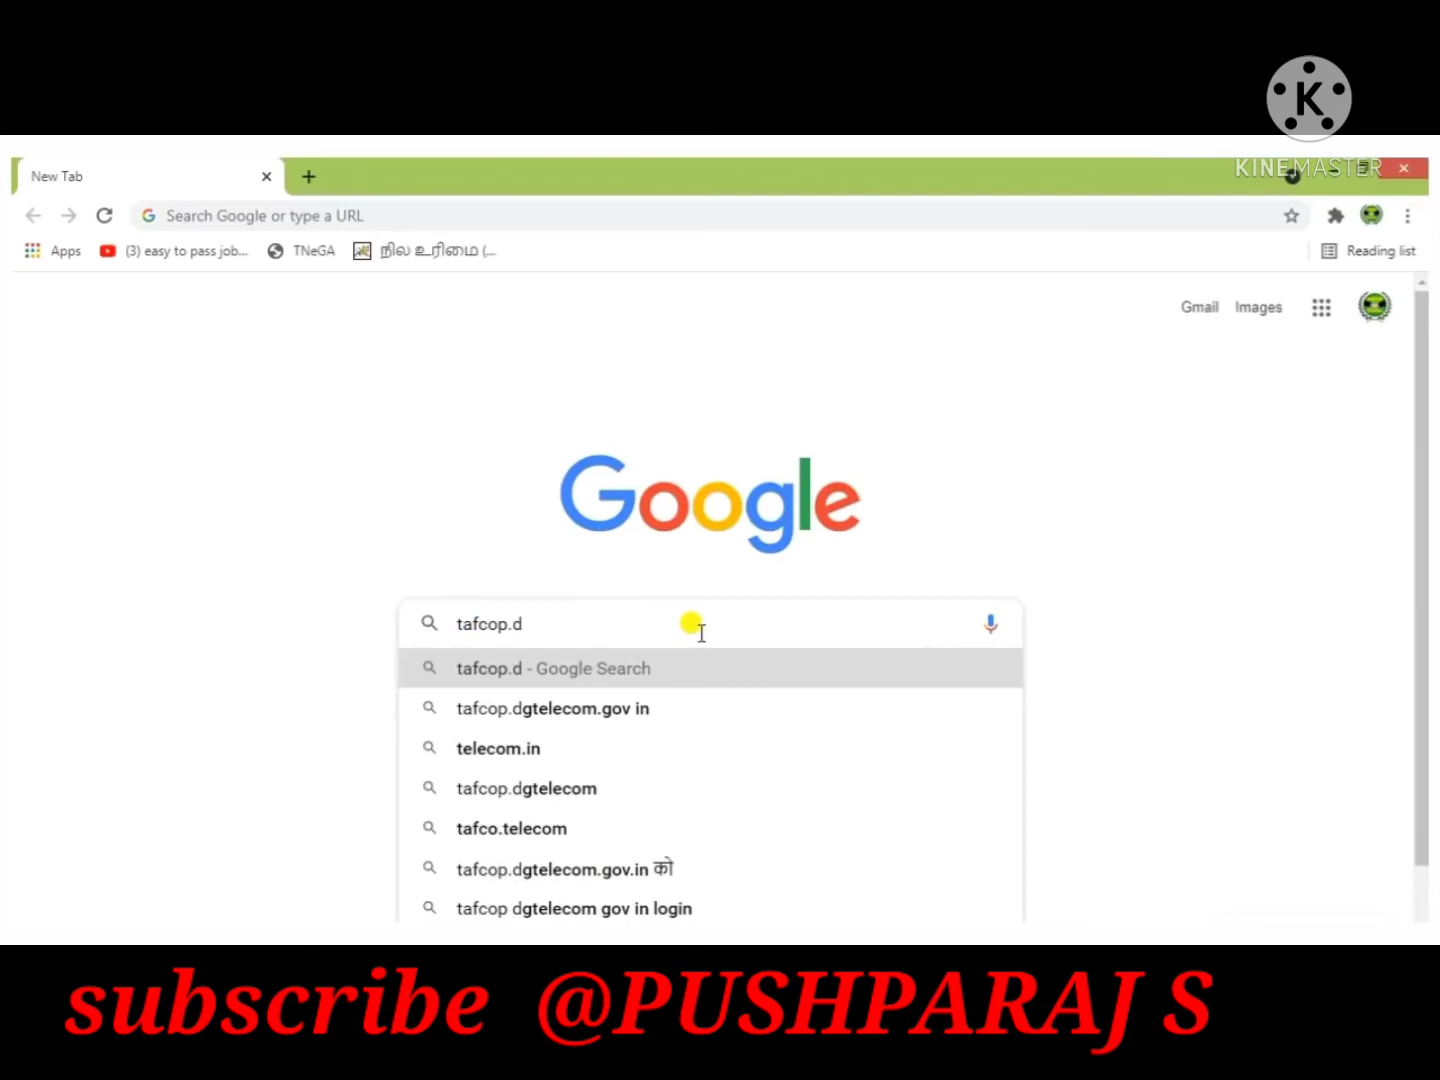 K
KINEMASTER
New Tab
Search Google or type a URL
Apps (3) easy to pass job... TNeGA நில உரிமை (...
Reading list
Gmail Images
Google
tafcop.d
tafcop.d - Google Search
tafcop.dgtelecom.gov in
telecom.in
tafcop.dgtelecom
tafco.telecom
tafcop.dgtelecom.gov.in को
tafcop dgtelecom gov in login
subscribe @PUSHPARAJ S